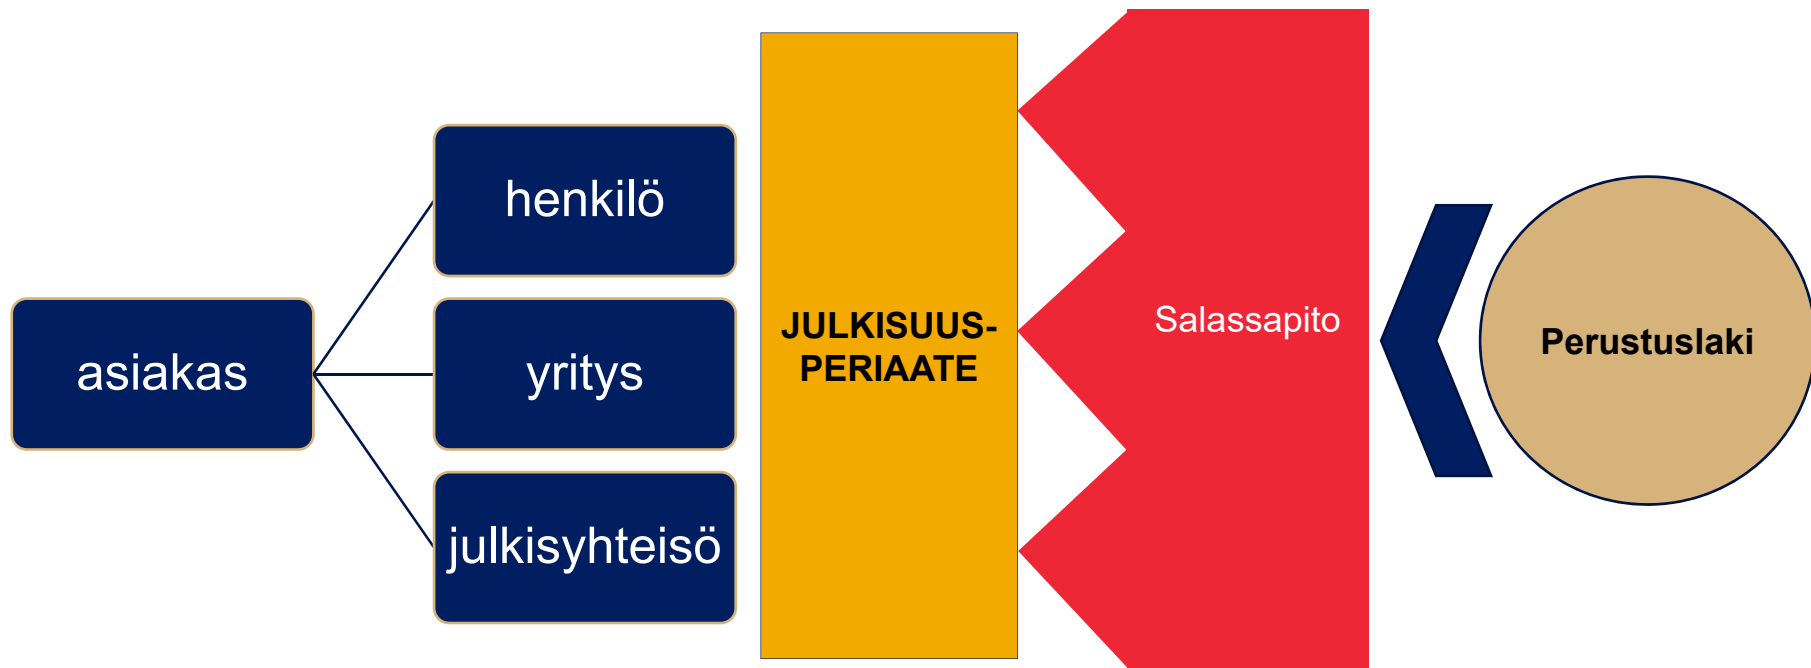 asiakas
henkilö
yritys
julkisyhteisö
JULKISUUS-
PERIAATE
Salassapito
Perustuslaki